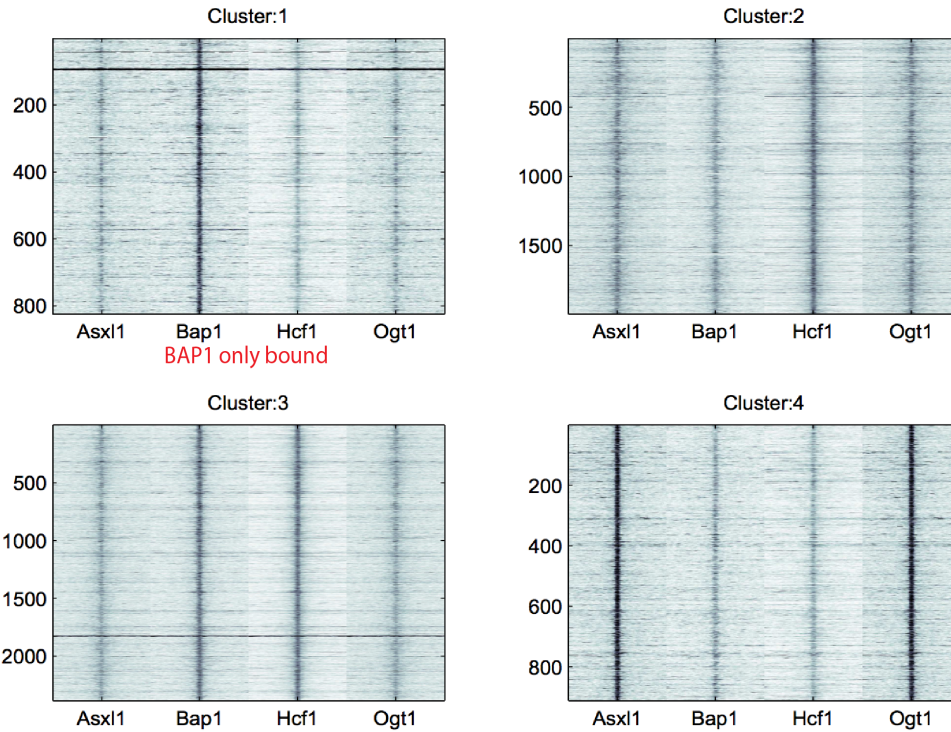 Cluster:1
200
400
600
800
Asxl1 Bap1 Hcf1 Ogt1
BAP1 only bound
Cluster:2
500
1000
1500
Asxl1 Bap1 Hcf1 Ogt1
Cluster:3
500
1000
1500
2000
Asxl1 Bap1 Hcf1 Ogt1
Cluster:4
200
400
600
800
Asxl1 Bap1 Hcf1 Ogt1